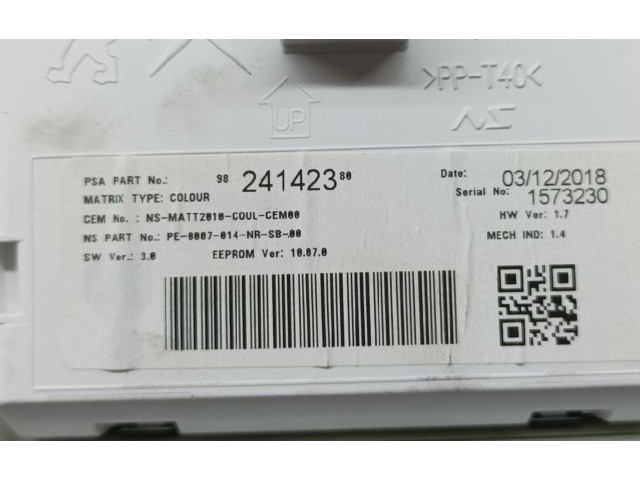 >PP-T40<
UP
NS
PSA PART No.: 98 241423 80 Date: 03/12/2018
MATRIX TYPE: COLOUR Serial No.: 1573230
CEM No.: NS-MATT2010-COUL-CEM00 HW Ver: 1.7
NS PART No.: PE-0007-014-NR-SB-.00 MECH IND: 1.4
SW Ver.: 3.0 EEPROM Ver: 10.07.0